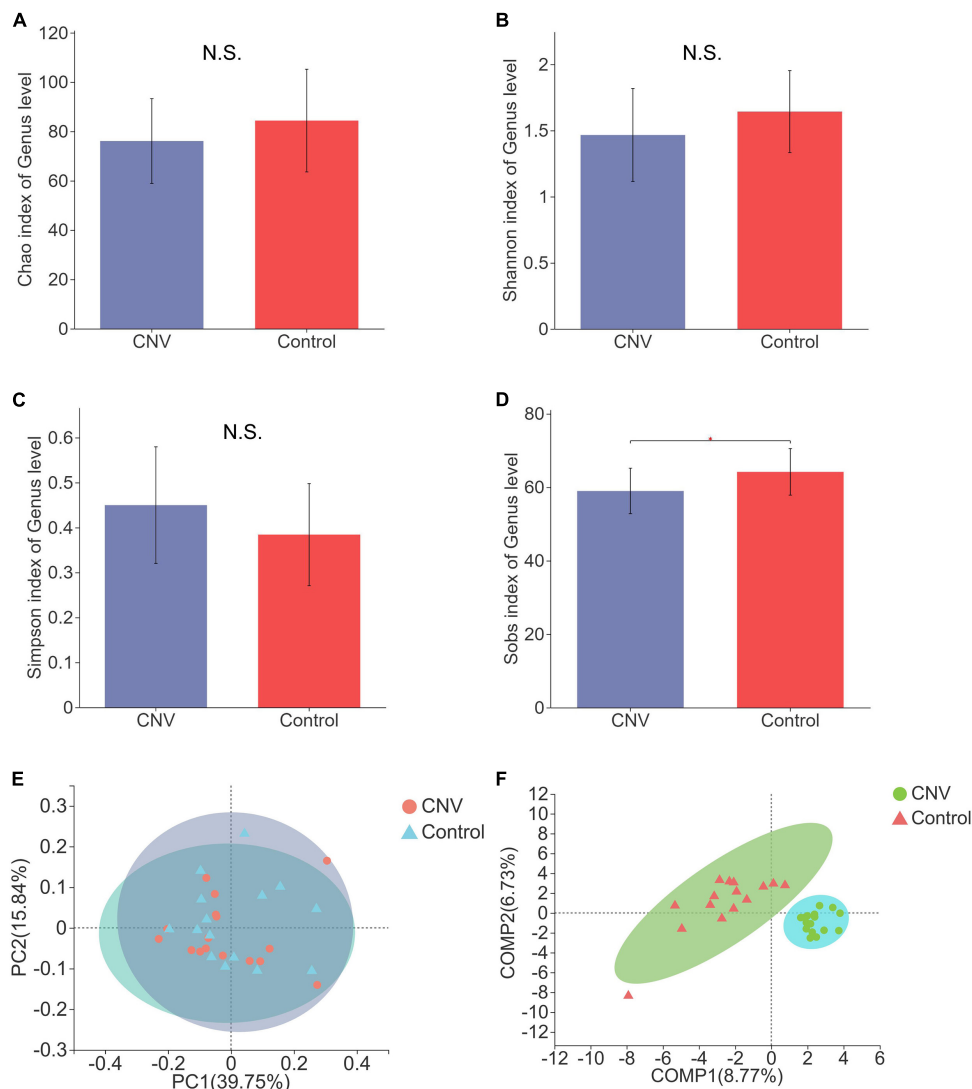 A
N.S.
Chao index of Genus level
120
100
80
60
40
20
0
CNV Control
B
N.S.
Shannon index of Genus level
2
1.5
1
0.5
0
CNV Control
C
N.S.
Simpson index of Genus level
0.6
0.5
0.4
0.3
0.2
0.1
0
CNV Control
D
*
Sobs index of Genus level
80
60
40
20
0
CNV Control
E
CNV
Control
PC2(15.84%)
0.3
0.2
0.1
0
-0.1
-0.2
-0.3
-0.4 -0.2 0 0.2 0.4
PC1(39.75%)
F
CNV
Control
COMP2(6.73%)
12
10
8
6
4
2
0
-2
-4
-6
-8
-10
-12
-12 -10 -8 -6 -4 -2 0 2 4 6
COMP1(8.77%)